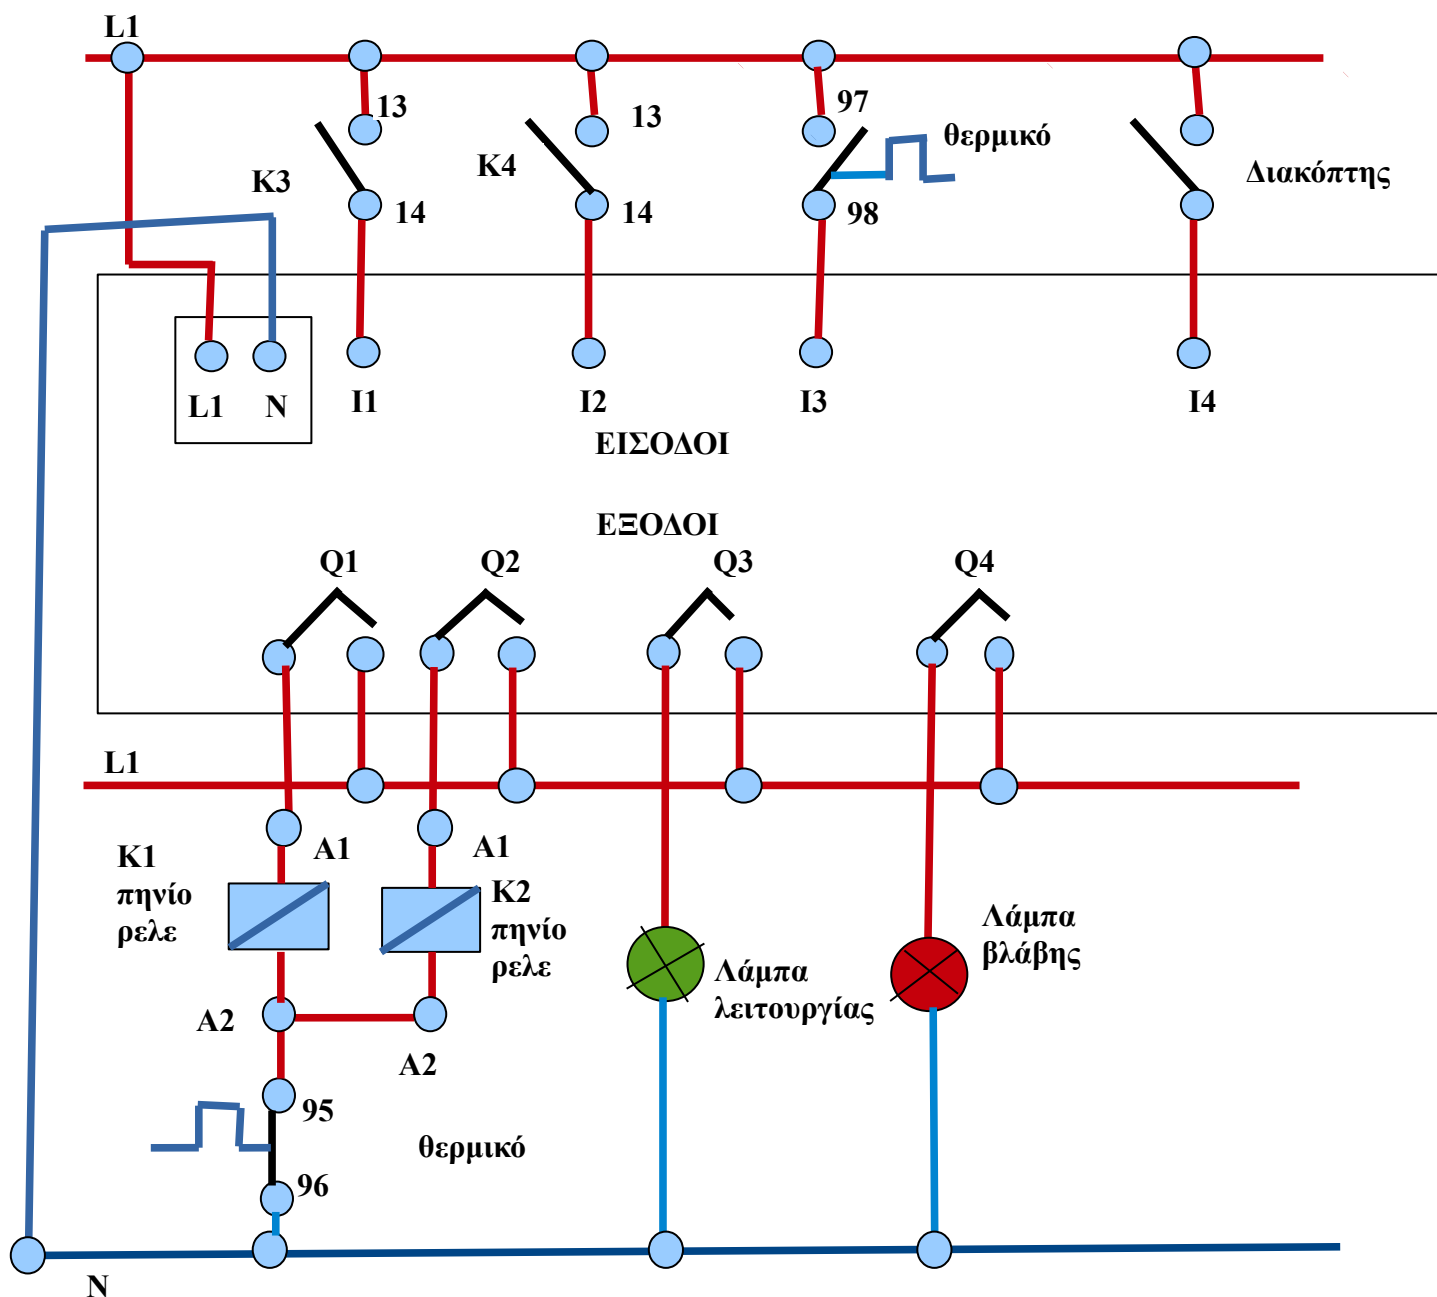 L1
13
13
97
θερμικό
K3
K4
Διακόπτης
14
14
98
L1
N
I1
I2
I3
I4
ΕΙΣΟΔΟΙ
ΕΞΟΔΟΙ
Q1
Q2
Q3
Q4
L1
K1
πηνίο
ρελε
A1
A1
K2
πηνίο
ρελε
Λάμπα
λειτουργίας
Λάμπα
βλάβης
A2
A2
95
θερμικό
96
N